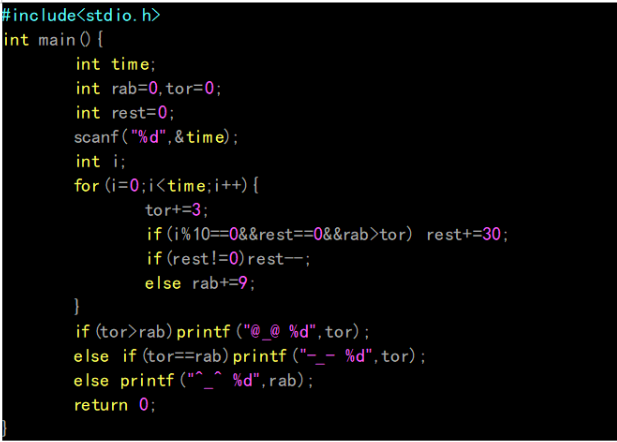 #include<stdio.h>
int main(){
int time;
int rab=0,tor=0;
int rest=0;
scanf("%d",&time);
int i;
for(i=0;i<time;i++){
tor+=3;
if(i%10==0&&rest==0&&rab>tor) rest+=30;
if(rest!=0)rest--;
else rab+=9;
}
if(tor>rab)printf("@_@ %d",tor);
else if(tor==rab)printf("-_- %d",tor);
else printf("^_^ %d",rab);
return 0;
}